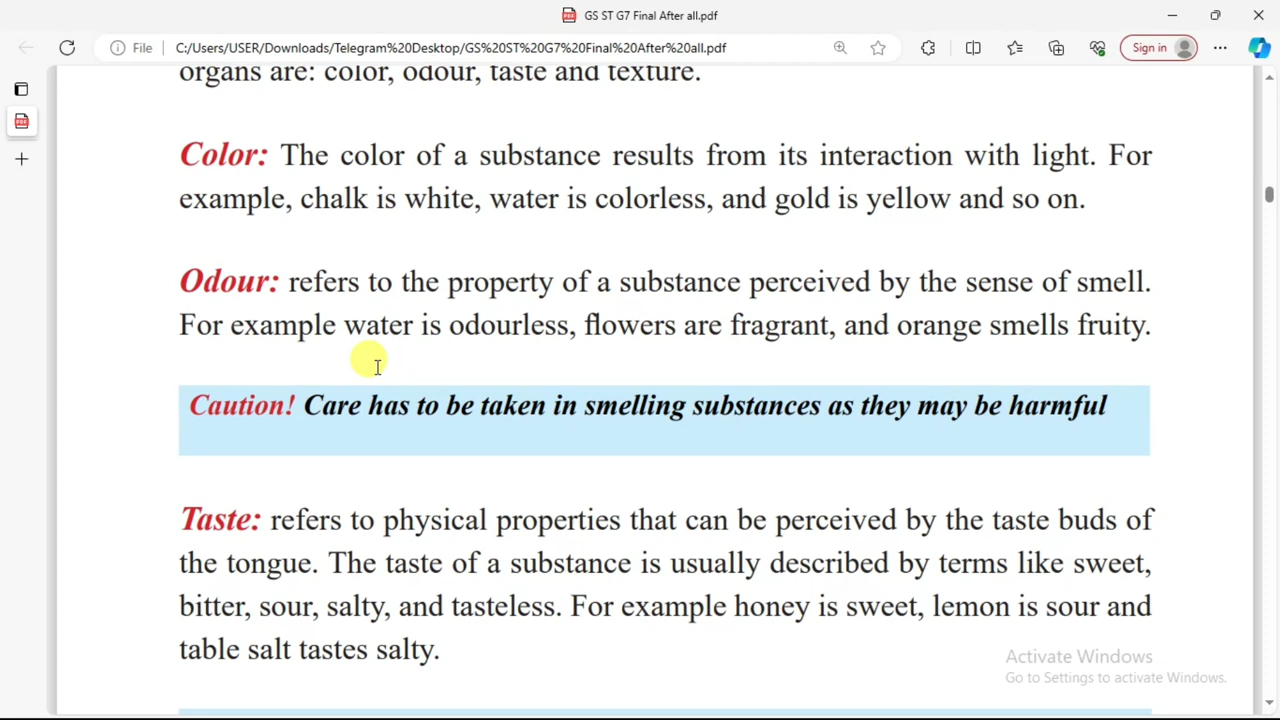 GS ST G7 Final After all.pdf
File
C:/Users/USER/Downloads/Telegram%20Desktop/GS%20ST%20G7%20Final%20After%20all.pdf
Sign in
organs are: color, odour, taste and texture.
Color: The color of a substance results from its interaction with light. For
example, chalk is white, water is colorless, and gold is yellow and so on.
Odour: refers to the property of a substance perceived by the sense of smell.
For example water is odourless, flowers are fragrant, and orange smells fruity.
Caution! Care has to be taken in smelling substances as they may be harmful
Taste: refers to physical properties that can be perceived by the taste buds of
the tongue. The taste of a substance is usually described by terms like sweet,
bitter, sour, salty, and tasteless. For example honey is sweet, lemon is sour and
table salt tastes salty.
Activate Windows
Go to Settings to activate Windows.